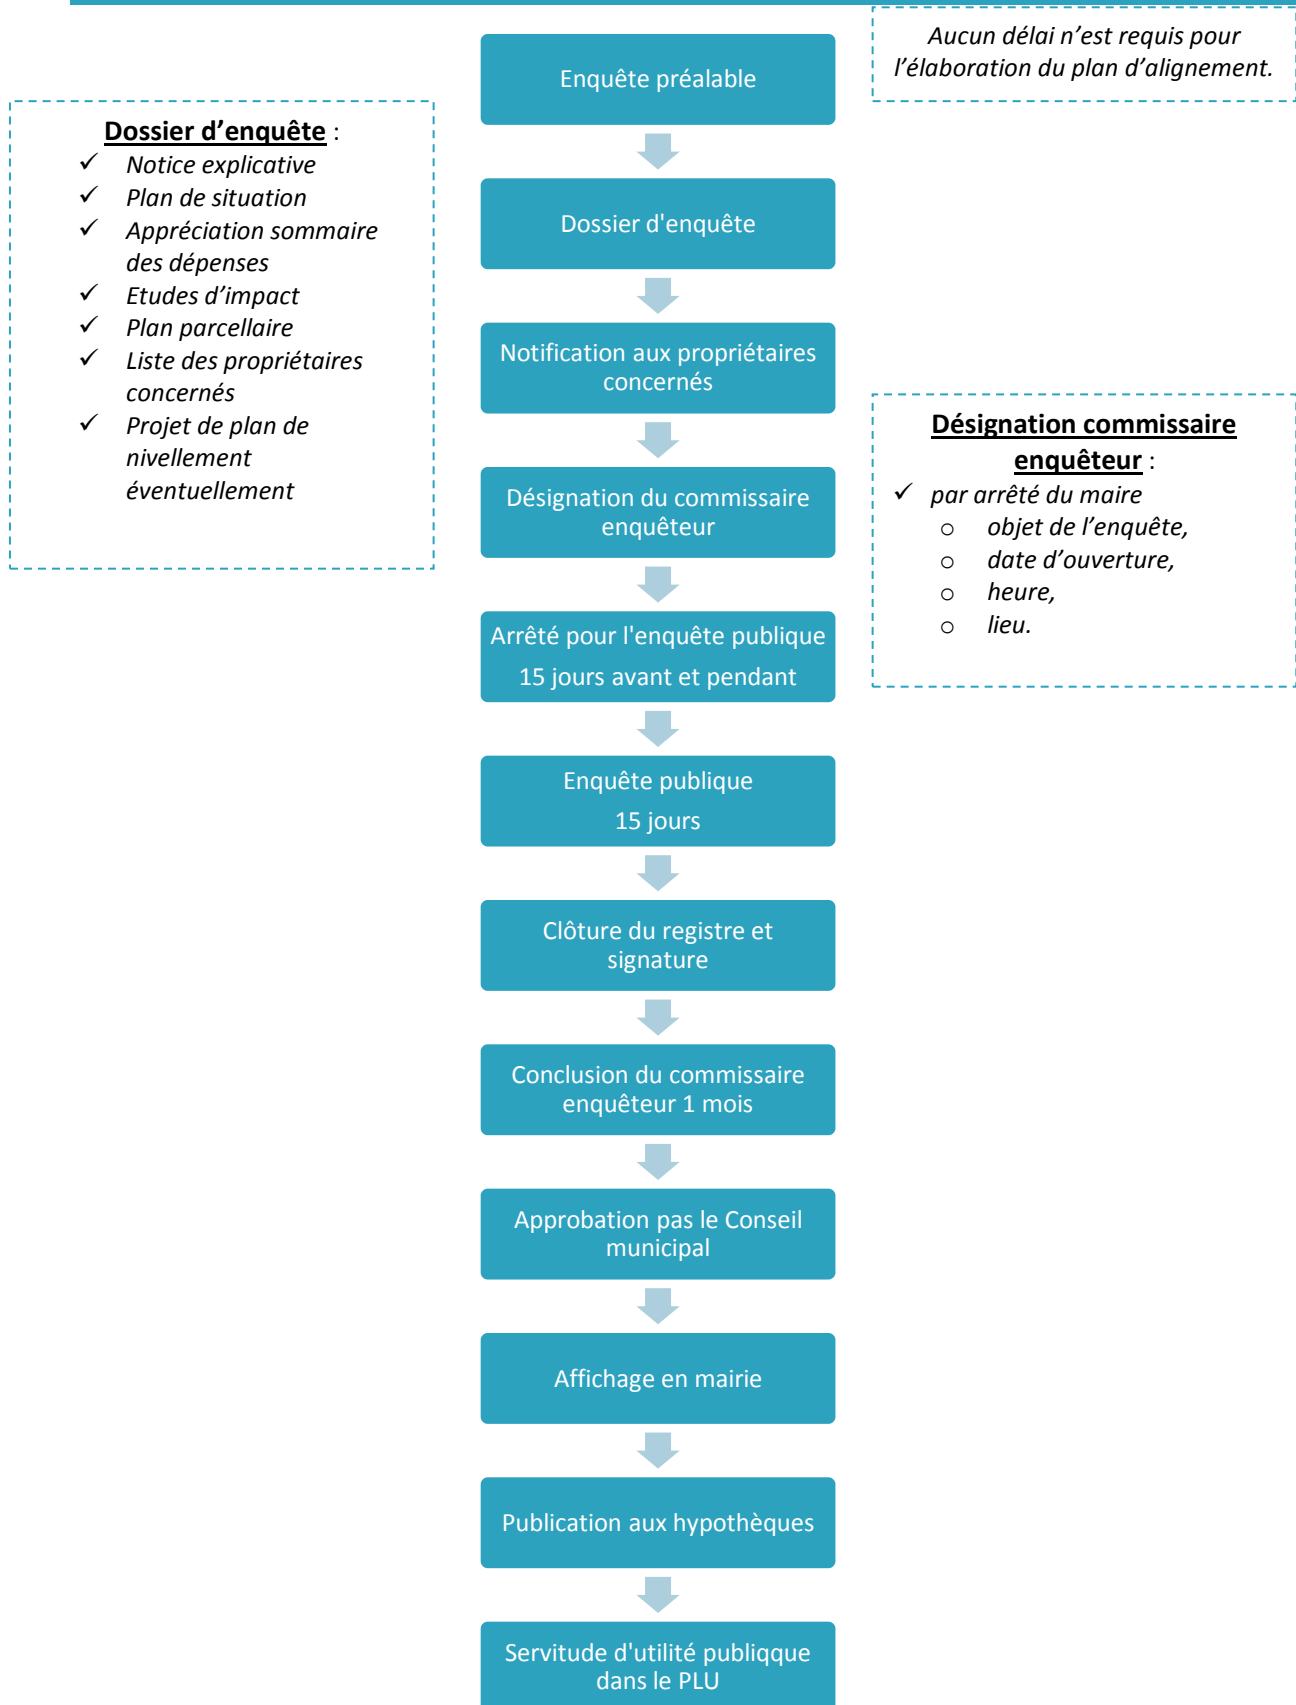 Aucun délai n’est requis pour
l’élaboration du plan d’alignement.
Enquête préalable
Dossier d’enquête :
✓ Notice explicative
✓ Plan de situation
✓ Appréciation sommaire
des dépenses
✓ Etudes d’impact
✓ Plan parcellaire
✓ Liste des propriétaires
concernés
✓ Projet de plan de
nivellement
éventuellement
Dossier d'enquête
Notification aux propriétaires
concernés
Désignation commissaire
enquêteur :
✓ par arrêté du maire
o objet de l’enquête,
o date d’ouverture,
o heure,
o lieu.
Désignation du commissaire
enquêteur
Arrêté pour l'enquête publique
15 jours avant et pendant
Enquête publique
15 jours
Clôture du registre et
signature
Conclusion du commissaire
enquêteur 1 mois
Approbation pas le Conseil
municipal
Affichage en mairie
Publication aux hypothèques
Servitude d'utilité publiqque
dans le PLU